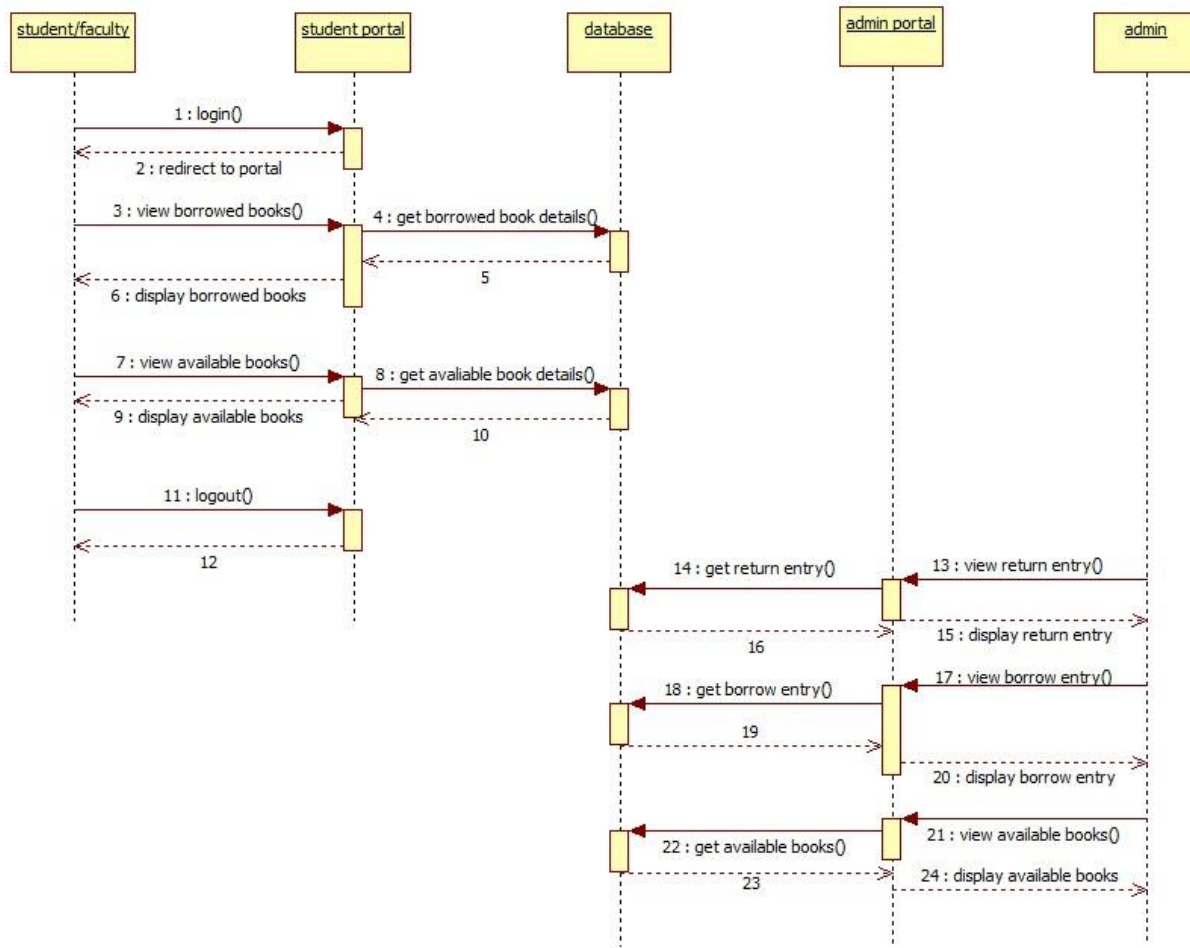 student/faculty
student portal
database
admin portal
admin
1 : login()
2 : redirect to portal
3 : view borrowed books()
4 : get borrowed book details()
5
6 : display borrowed books
7 : view available books()
8 : get avaliable book details()
9 : display available books
10
11 : logout()
12
13 : view return entry()
14 : get return entry()
15 : display return entry
16
17 : view borrow entry()
18 : get borrow entry()
19
20 : display borrow entry
21 : view available books()
22 : get available books()
23
24 : display available books